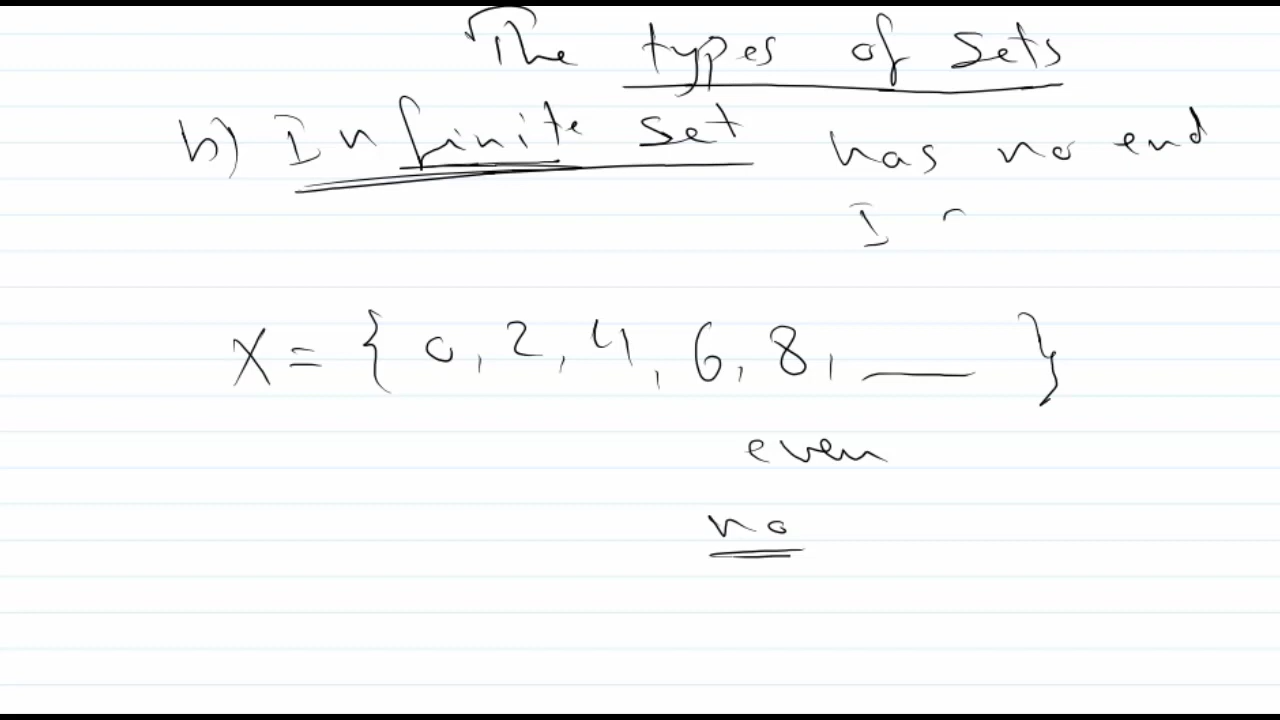 The types of sets
b) Infinite set has no end
I
X = { 0, 2, 4, 6, 8, ___ }
even
no